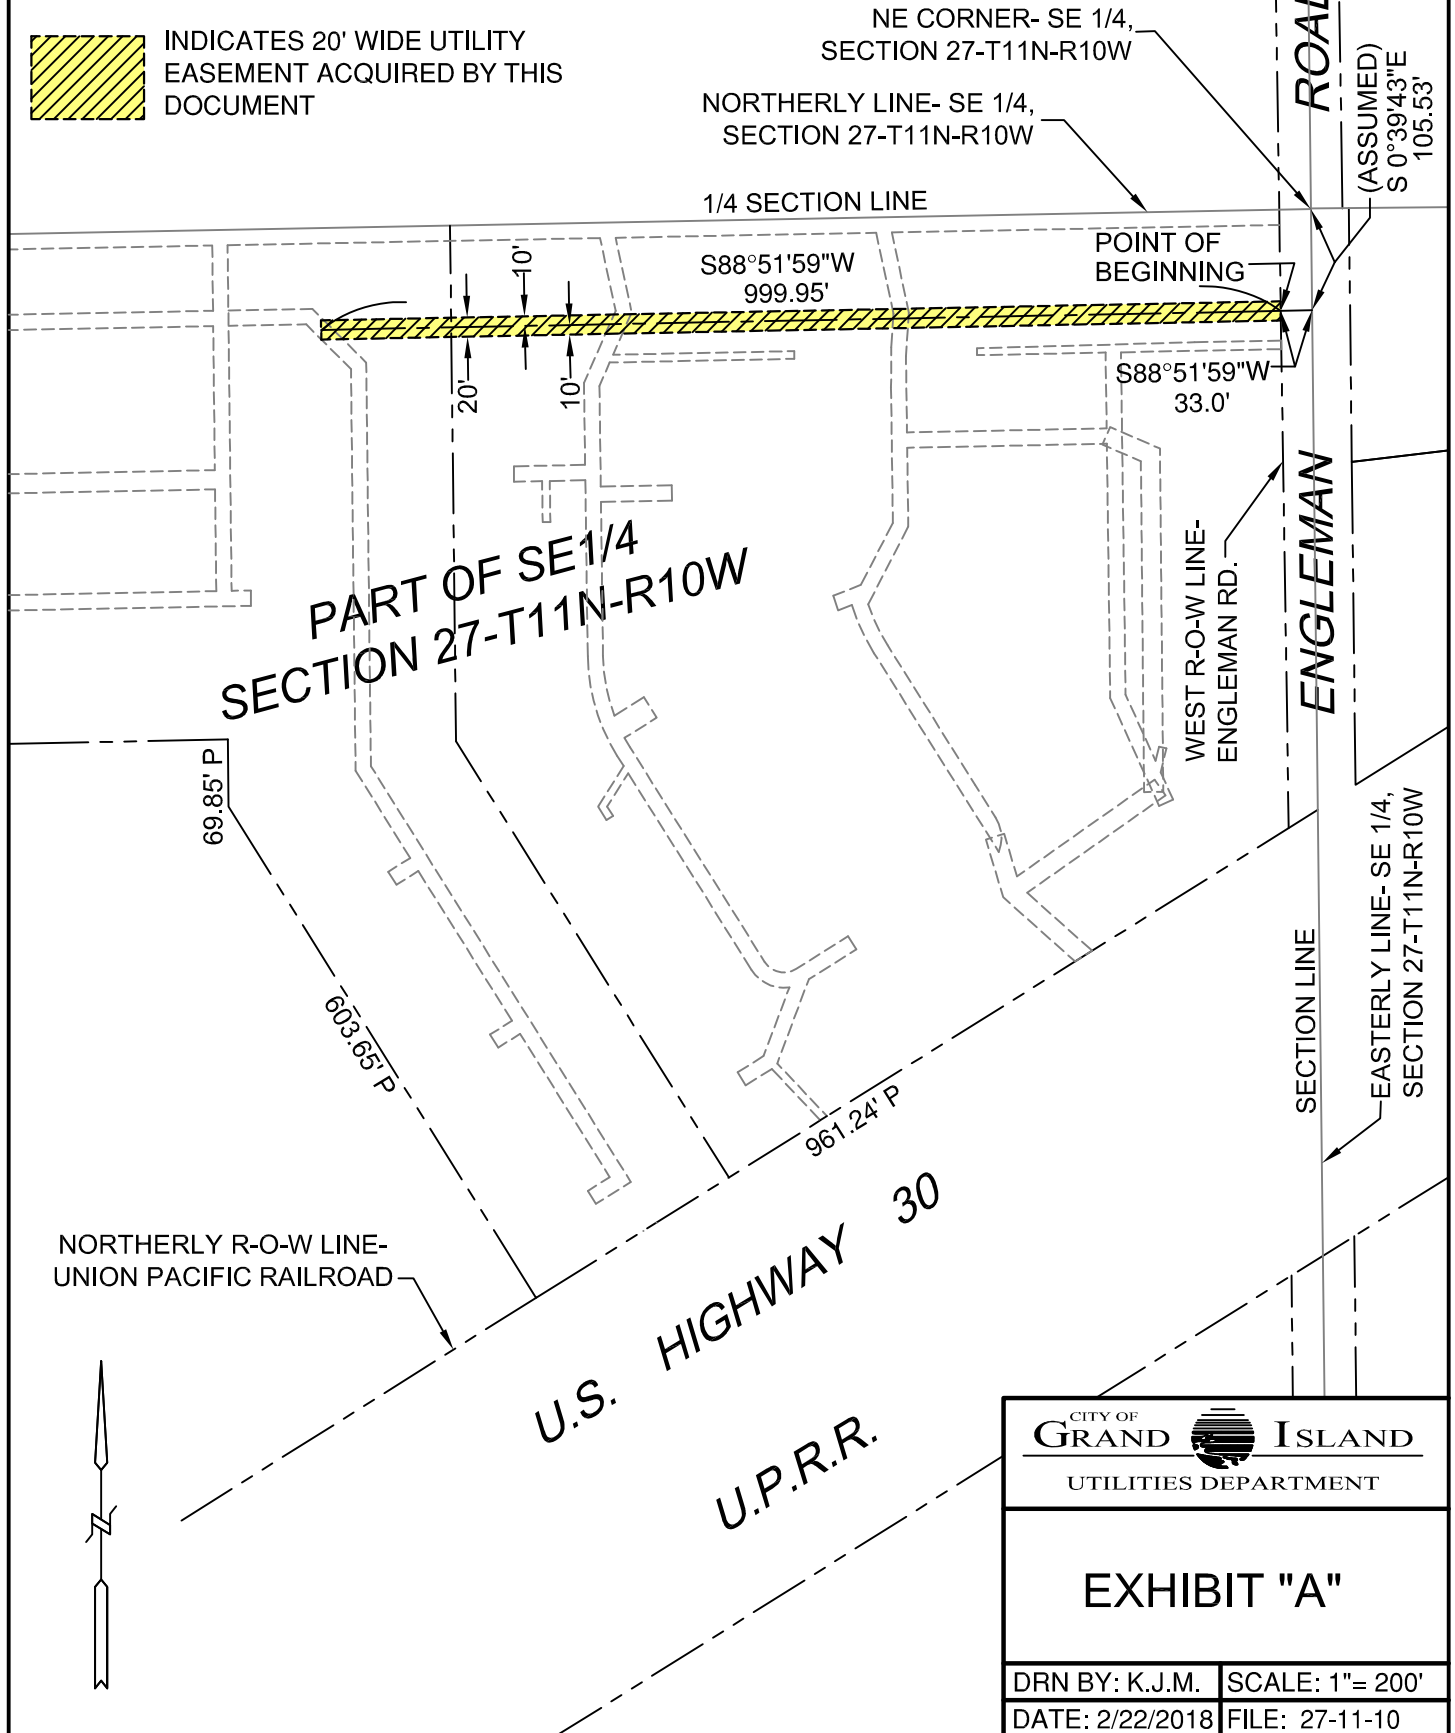 INDICATES 20' WIDE UTILITY
EASEMENT ACQUIRED BY THIS
DOCUMENT
NE CORNER- SE 1/4,
SECTION 27-T11N-R10W
NORTHERLY LINE- SE 1/4,
SECTION 27-T11N-R10W
ROAD
(ASSUMED)
S 0°39'43"E
105.53'
1/4 SECTION LINE
POINT OF
BEGINNING
S88°51'59"W
999.95'
10'
20'
10'
S88°51'59"W
33.0'
PART OF SE1/4
SECTION 27-T11N-R10W
WEST R-O-W LINE-
ENGLEMAN RD.
ENGLEMAN
69.85' P
603.65' P
961.24' P
SECTION LINE
EASTERLY LINE- SE 1/4,
SECTION 27-T11N-R10W
NORTHERLY R-O-W LINE-
UNION PACIFIC RAILROAD
U.S. HIGHWAY 30
U.P.R.R.
CITY OF
GRAND ISLAND
UTILITIES DEPARTMENT
EXHIBIT "A"
DRN BY: K.J.M.
SCALE: 1"= 200'
DATE: 2/22/2018
FILE: 27-11-10